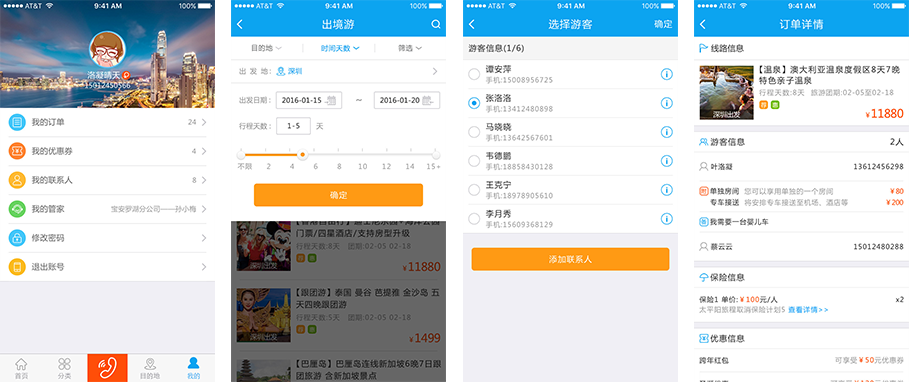 AT&T 9:41 AM 100%
洛凝晴天
15012450566
我的订单 24
我的优惠券 4
我的联系人 8
我的管家 宝安罗湖分公司——孙小梅
修改密码
退出账号
首页 分类 目的地 我的
AT&T 9:41 AM 100%
出境游
目的地 时间天数 筛选
出 发 地： 深圳
出发日期： 2016-01-15 ~ 2016-01-20
行程天数： 1-5 天
不限 2 4 6 8 10 12 14 15+
确定
门票/四星酒店/支持房型升级
行程天数:5天 团期:02-05 02-18
荐 惠
深圳出发
¥11880
【跟团游】泰国 曼谷 芭提雅 金沙岛 五
天四晚跟团游
行程天数:8天 团期:02-05 02-18
荐 惠
深圳出发
¥1499
【巴厘岛】巴厘岛连线新加坡6晚7日跟
团旅游 含新加坡景点
AT&T 9:41 AM 100%
选择游客 确定
游客信息(1/6)
谭安萍
手机:15008956725
张洛洛
手机:13412480898
马晓晓
手机:13642567601
韦德鹏
手机:18858430128
王克宁
手机:18978905610
李月秀
手机:15609368129
添加联系人
AT&T 9:41 AM 100%
订单详情
线路信息
【温泉】澳大利亚温泉度假区8天7晚
特色亲子温泉
行程天数:8天 旅游团期:02-05至02-18
荐 惠
深圳出发
¥11880
游客信息 2人
叶洛凝 13612456298
单独房间 您可以享用单独的一个房间 ¥80
专车接送 将安排专车接送至机场、酒店等 ¥200
我需要一台婴儿车
蔡云云 15012480288
保险信息
保险1 单价:¥100元/人 x2
太平阳旅程取消保险计划5 查看详情>>
优惠信息
跨年红包 可享受¥50元优惠券